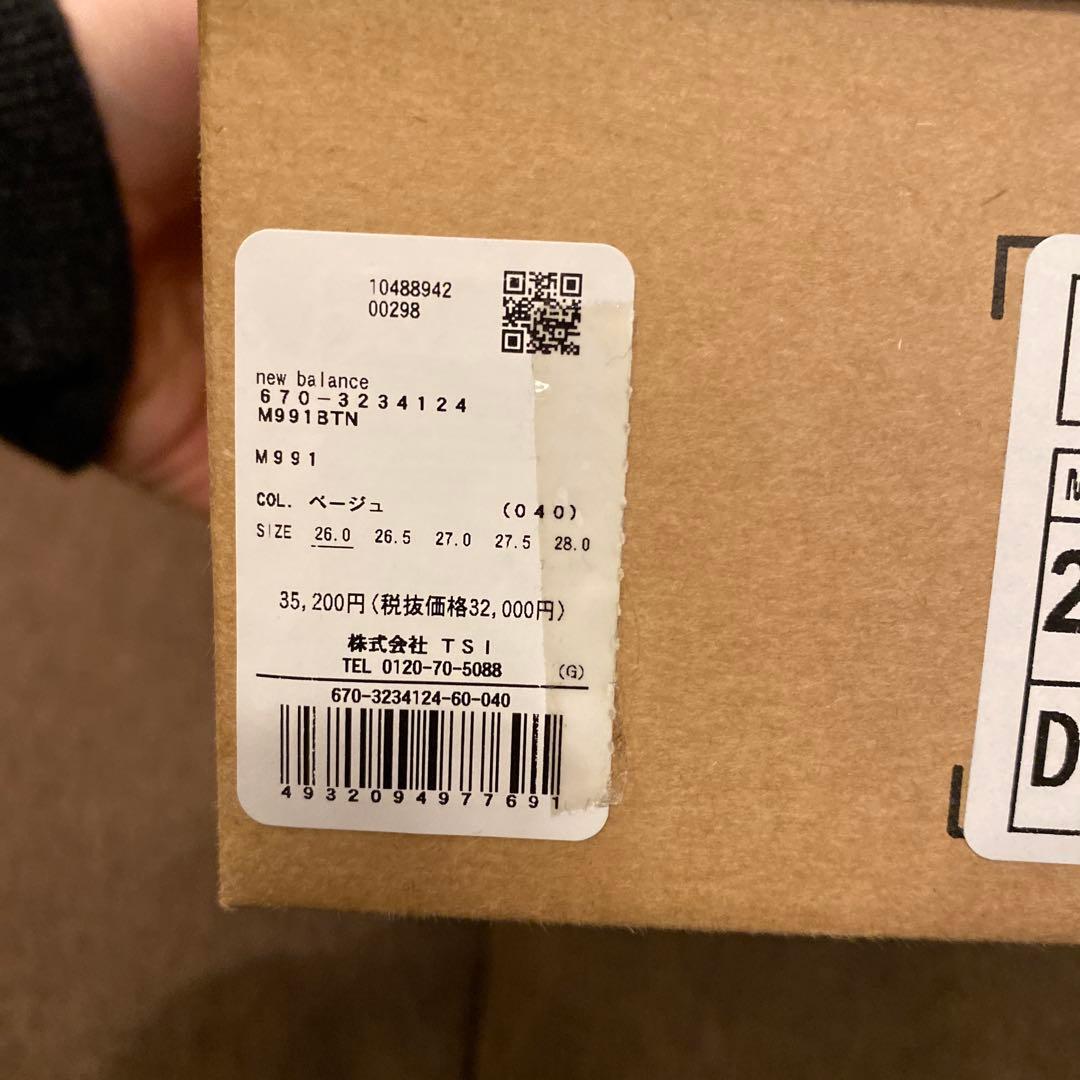 10488942
00298
new balance
670-3234124
M991BTN
M991
COL. ベージュ (040)
SIZE 26.0 26.5 27.0 27.5 28.0
35,200円(税抜価格32,000円)
株式会社 TSI
TEL 0120-70-5088 (G)
670-3234124-60-040
4932094977691
2
D